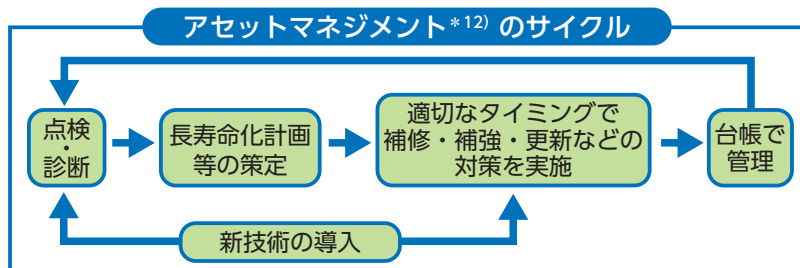 アセットマネジメント*12) のサイクル
点検
・
診断
長寿命化計画
等の策定
適切なタイミングで
補修・補強・更新などの
対策を実施
台帳で
管理
新技術の導入